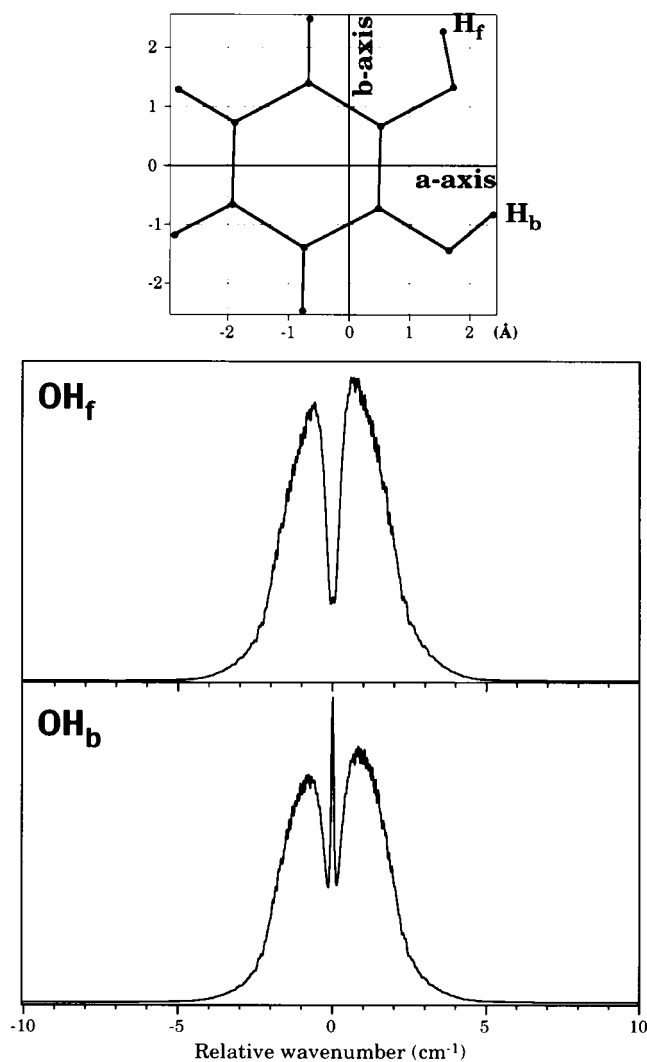 H_f
b-axis
a-axis
H_b
2
1
0
-1
-2
-2
-1
0
1
2
(Å)
OH_f
OH_b
-10
-5
0
5
10
Relative wavenumber (cm⁻¹)